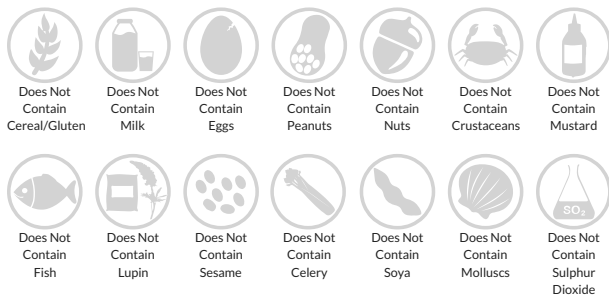 Does Not
Contain
Cereal/Gluten
Does Not
Contain
Milk
Does Not
Contain
Eggs
Does Not
Contain
Peanuts
Does Not
Contain
Nuts
Does Not
Contain
Crustaceans
Does Not
Contain
Mustard
Does Not
Contain
Fish
Does Not
Contain
Lupin
Does Not
Contain
Sesame
Does Not
Contain
Celery
Does Not
Contain
Soya
Does Not
Contain
Molluscs
SO₂
Does Not
Contain
Sulphur
Dioxide